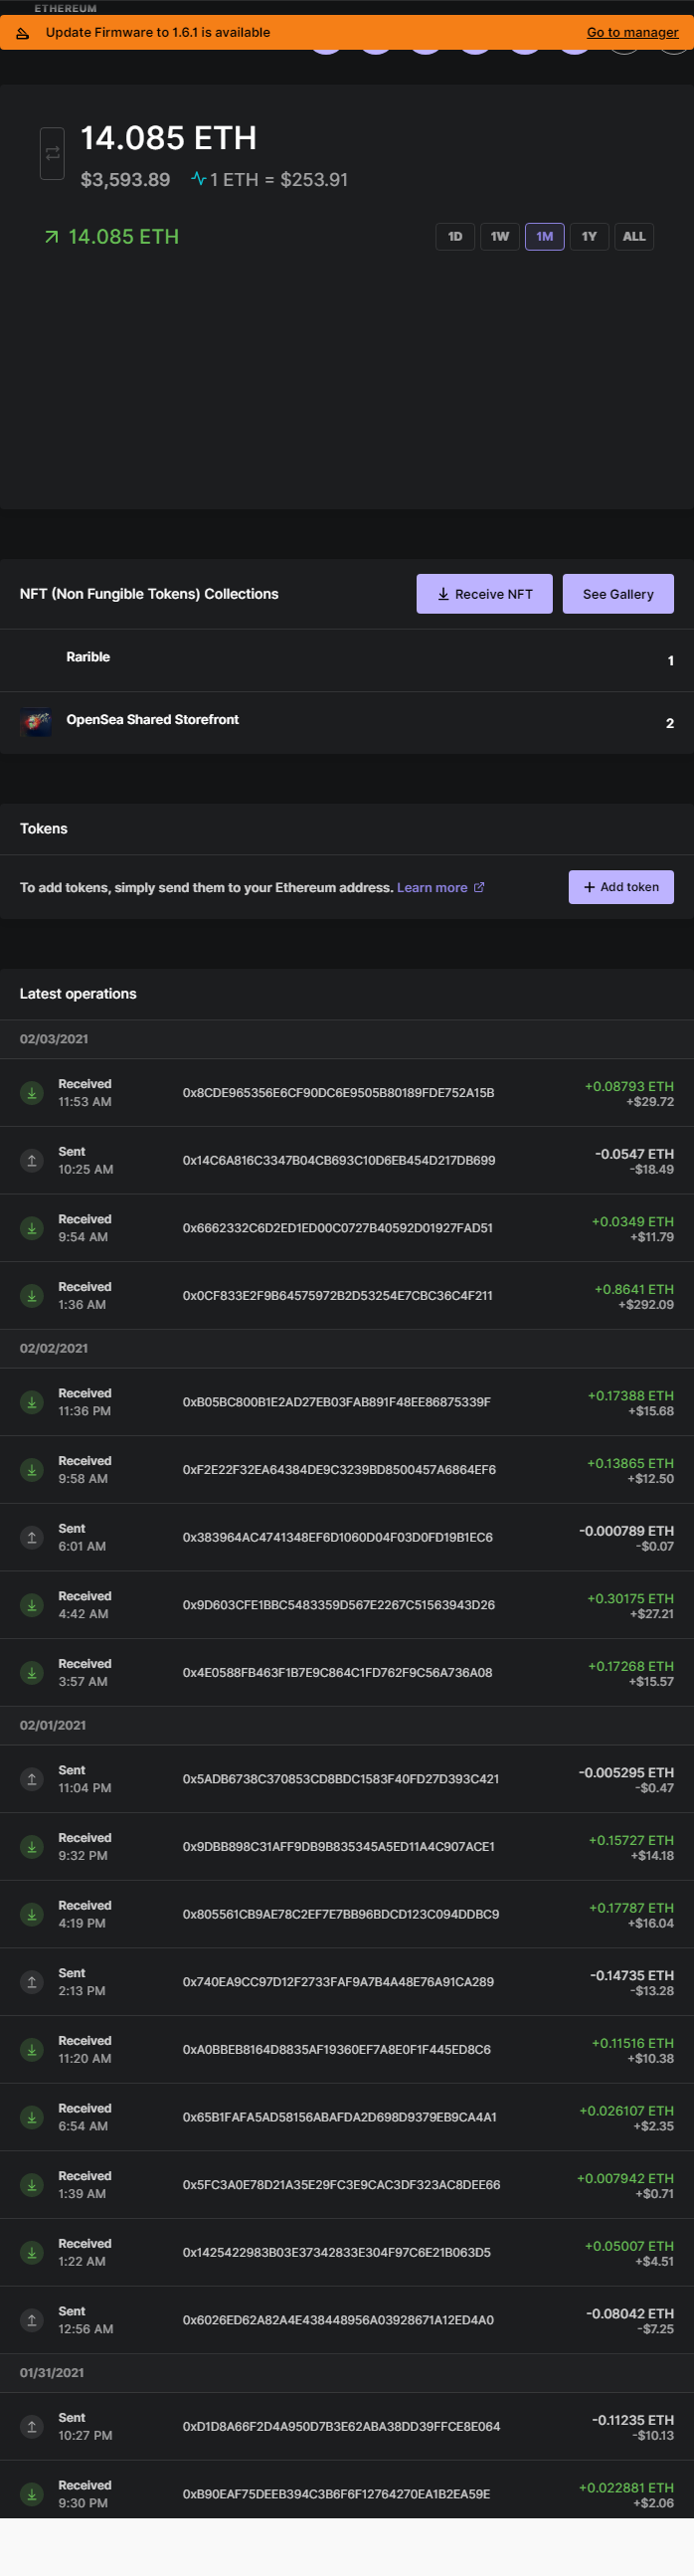 ETHEREUM
Update Firmware to 1.6.1 is available Go to manager
14.085 ETH
$3,593.89 1 ETH = $253.91
14.085 ETH 1D 1W 1M 1Y ALL
NFT (Non Fungible Tokens) Collections Receive NFT See Gallery
Rarible 1
OpenSea Shared Storefront 2
Tokens
To add tokens, simply send them to your Ethereum address. Learn more Add token
Latest operations
02/03/2021
Received
11:53 AM
0x8CDE965356E6CF90DC6E9505B80189FDE752A15B
+0.08793 ETH
+$29.72
Sent
10:25 AM
0x14C6A816C3347B04CB693C10D6EB454D217DB699
-0.0547 ETH
-$18.49
Received
9:54 AM
0x6662332C6D2ED1ED00C0727B40592D01927FAD51
+0.0349 ETH
+$11.79
Received
1:36 AM
0x0CF833E2F9B64575972B2D53254E7CBC36C4F211
+0.8641 ETH
+$292.09
02/02/2021
Received
11:36 PM
0xB05BC800B1E2AD27EB03FAB891F48EE86875339F
+0.17388 ETH
+$15.68
Received
9:58 AM
0xF2E22F32EA64384DE9C3239BD8500457A6864EF6
+0.13865 ETH
+$12.50
Sent
6:01 AM
0x383964AC4741348EF6D1060D04F03D0FD19B1EC6
-0.000789 ETH
-$0.07
Received
4:42 AM
0x9D603CFE1BBC5483359D567E2267C51563943D26
+0.30175 ETH
+$27.21
Received
3:57 AM
0x4E0588FB463F1B7E9C864C1FD762F9C56A736A08
+0.17268 ETH
+$15.57
02/01/2021
Sent
11:04 PM
0x5ADB6738C370853CD8BDC1583F40FD27D393C421
-0.005295 ETH
-$0.47
Received
9:32 PM
0x9DBB898C31AFF9DB9B835345A5ED11A4C907ACE1
+0.15727 ETH
+$14.18
Received
4:19 PM
0x805561CB9AE78C2EF7E7BB96BDCD123C094DDBC9
+0.17787 ETH
+$16.04
Sent
2:13 PM
0x740EA9CC97D12F2733FAF9A7B4A48E76A91CA289
-0.14735 ETH
-$13.28
Received
11:20 AM
0xA0BBEB8164D8835AF19360EF7A8E0F1F445ED8C6
+0.11516 ETH
+$10.38
Received
6:54 AM
0x65B1FAFA5AD58156ABAFDA2D698D9379EB9CA4A1
+0.026107 ETH
+$2.35
Received
1:39 AM
0x5FC3A0E78D21A35E29FC3E9CAC3DF323AC8DEE66
+0.007942 ETH
+$0.71
Received
1:22 AM
0x1425422983B03E37342833E304F97C6E21B063D5
+0.05007 ETH
+$4.51
Sent
12:56 AM
0x6026ED62A82A4E438448956A03928671A12ED4A0
-0.08042 ETH
-$7.25
01/31/2021
Sent
10:27 PM
0xD1D8A66F2D4A950D7B3E62ABA38DD39FFCE8E064
-0.11235 ETH
-$10.13
Received
9:30 PM
0xB90EAF75DEEB394C3B6F6F12764270EA1B2EA59E
+0.022881 ETH
+$2.06